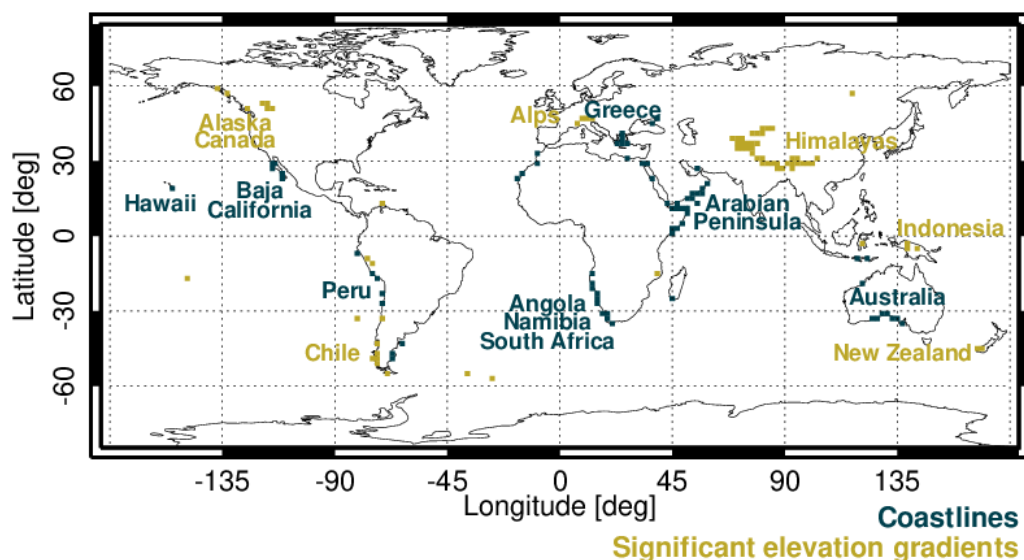 60
30
0
-30
-60
Latitude [deg]
Alaska
Canada
Alps
Greece
Himalayas
Hawaii
Baja
California
Arabian
Peninsula
Indonesia
Peru
Angola
Namibia
South Africa
Australia
Chile
New Zealand
-135 -90 -45 0 45 90 135
Longitude [deg]
Coastlines
Significant elevation gradients